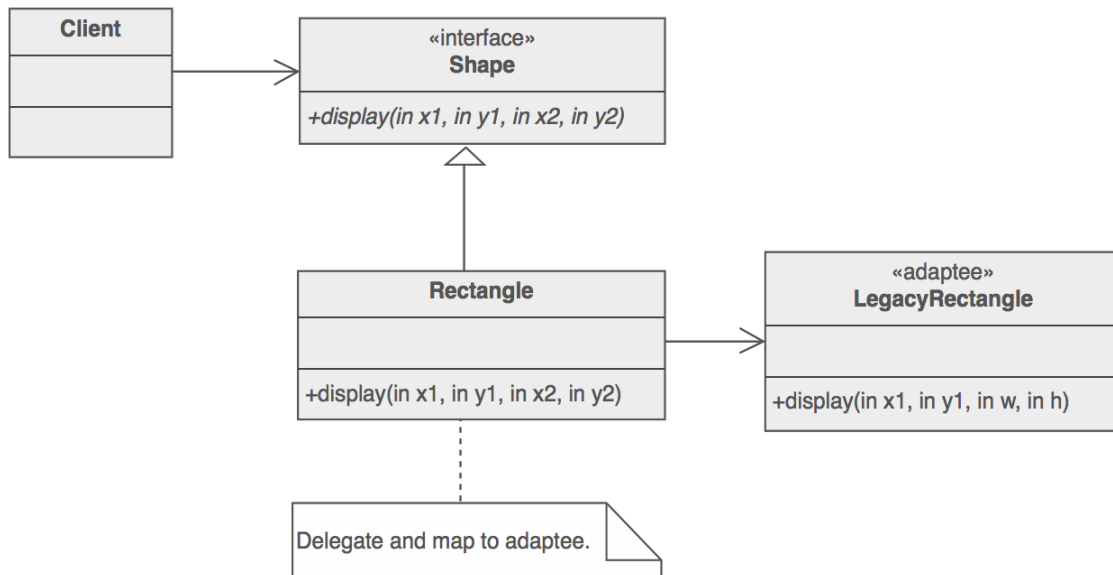 Client
«interface»
Shape
+display(in x1, in y1, in x2, in y2)
Rectangle
+display(in x1, in y1, in x2, in y2)
«adaptee»
LegacyRectangle
+display(in x1, in y1, in w, in h)
Delegate and map to adaptee.